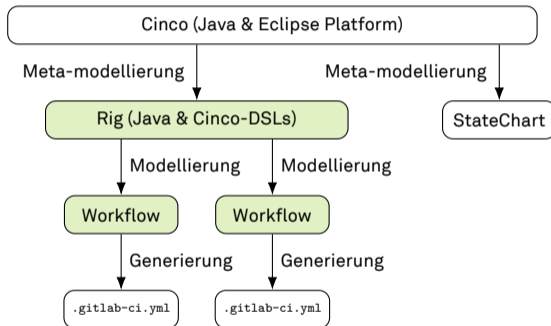 Cinco (Java & Eclipse Platform)
Meta-modellierung
Meta-modellierung
Rig (Java & Cinco-DSLs)
StateChart
Modellierung
Modellierung
Workflow
Workflow
Generierung
Generierung
.gitlab-ci.yml
.gitlab-ci.yml